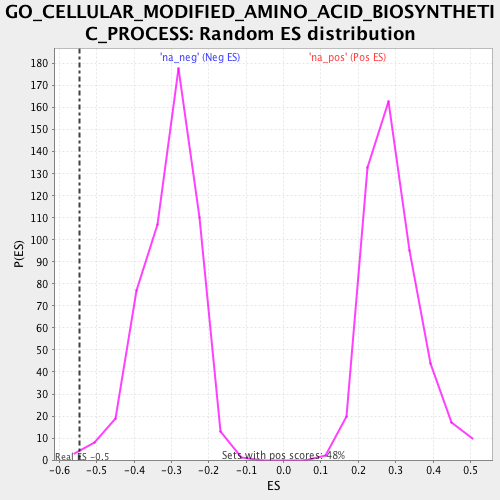 GO_CELLULAR_MODIFIED_AMINO_ACID_BIOSYNTHETI
C_PROCESS: Random ES distribution
'na_neg' (Neg ES)
'na_pos' (Pos ES)
180
170
160
150
140
130
120
110
100
90
80
70
60
50
40
30
20
10
0
P(ES)
Real ES -0.5
Sets with pos scores: 48%
-0.6 -0.5 -0.4 -0.3 -0.2 -0.1 0.0 0.1 0.2 0.3 0.4 0.5
ES